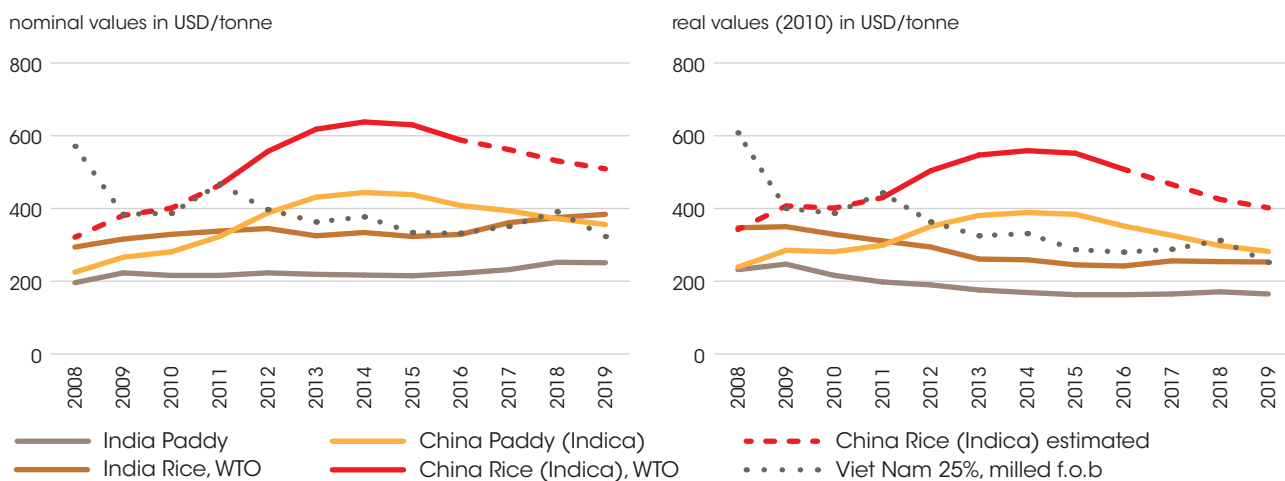 nominal values in USD/tonne
800
600
400
200
0
2008 2009 2010 2011 2012 2013 2014 2015 2016 2017 2018 2019
real values (2010) in USD/tonne
800
600
400
200
0
2008 2009 2010 2011 2012 2013 2014 2015 2016 2017 2018 2019
India Paddy
India Rice, WTO
China Paddy (Indica)
China Rice (Indica), WTO
China Rice (Indica) estimated
Viet Nam 25%, milled f.o.b